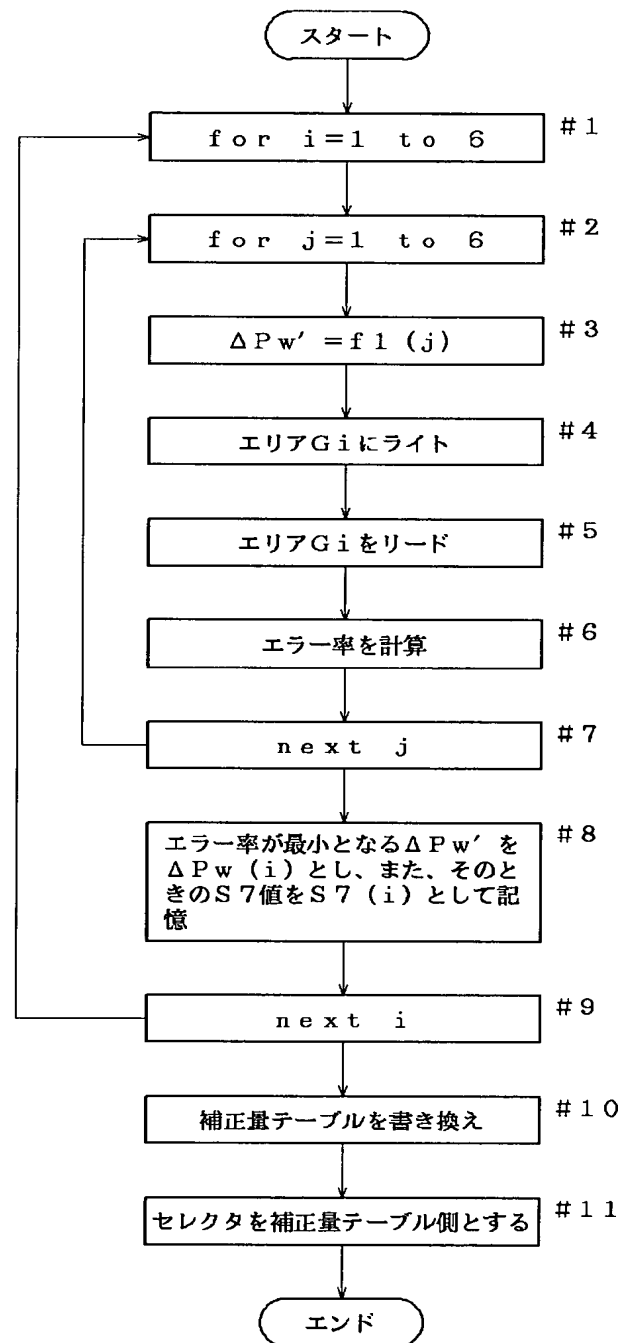 スタート
for i=1 to 6 #1
for j=1 to 6 #2
ΔPw′=f1(j) #3
エリアGiにライト #4
エリアGiをリード #5
エラー率を計算 #6
next j #7
エラー率が最小となるΔPw′を #8
ΔPw(i)とし、また、そのと
きのS7値をS7(i)として記
憶
next i #9
補正量テーブルを書き換え #10
セレクタを補正量テーブル側とする #11
エンド